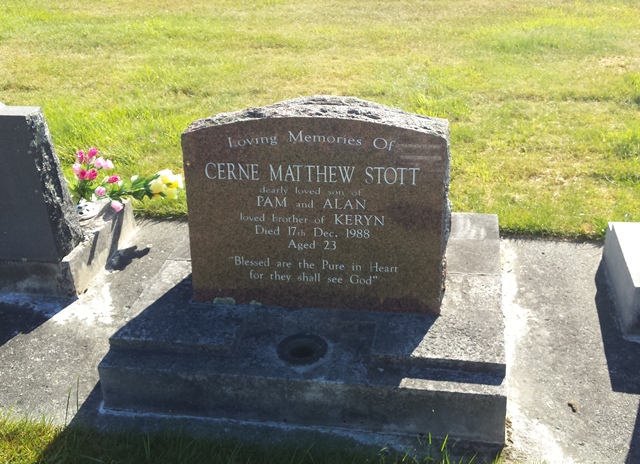 Loving Memories Of
CERNE MATTHEW STOTT
dearly loved son of
PAM and ALAN
loved brother of KERYN
Died 17th Dec. 1988
Aged 23
"Blessed are the Pure in Heart
for they shall see God"